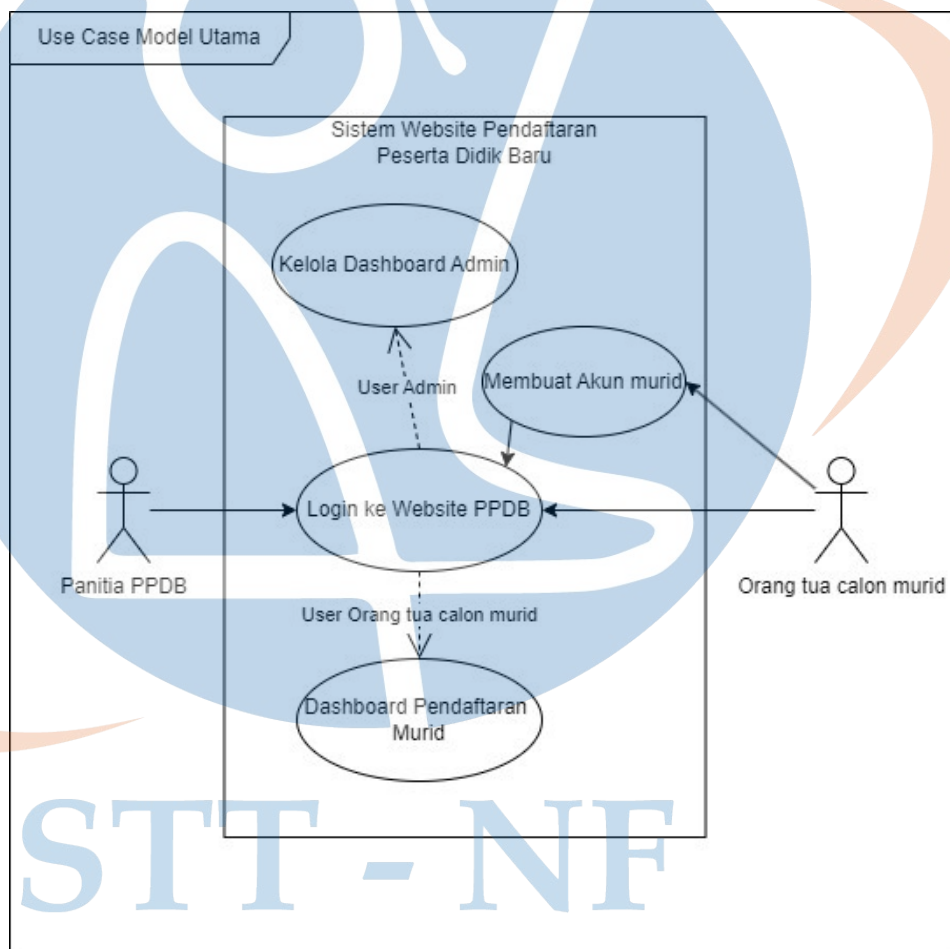 Use Case Model Utama
Sistem Website Pendaftaran
Peserta Didik Baru
Kelola Dashboard Admin
User Admin
Membuat Akun murid
Login ke Website PPDB
Panitia PPDB
Orang tua calon murid
User Orang tua calon murid
Dashboard Pendaftaran
Murid
STT - NF